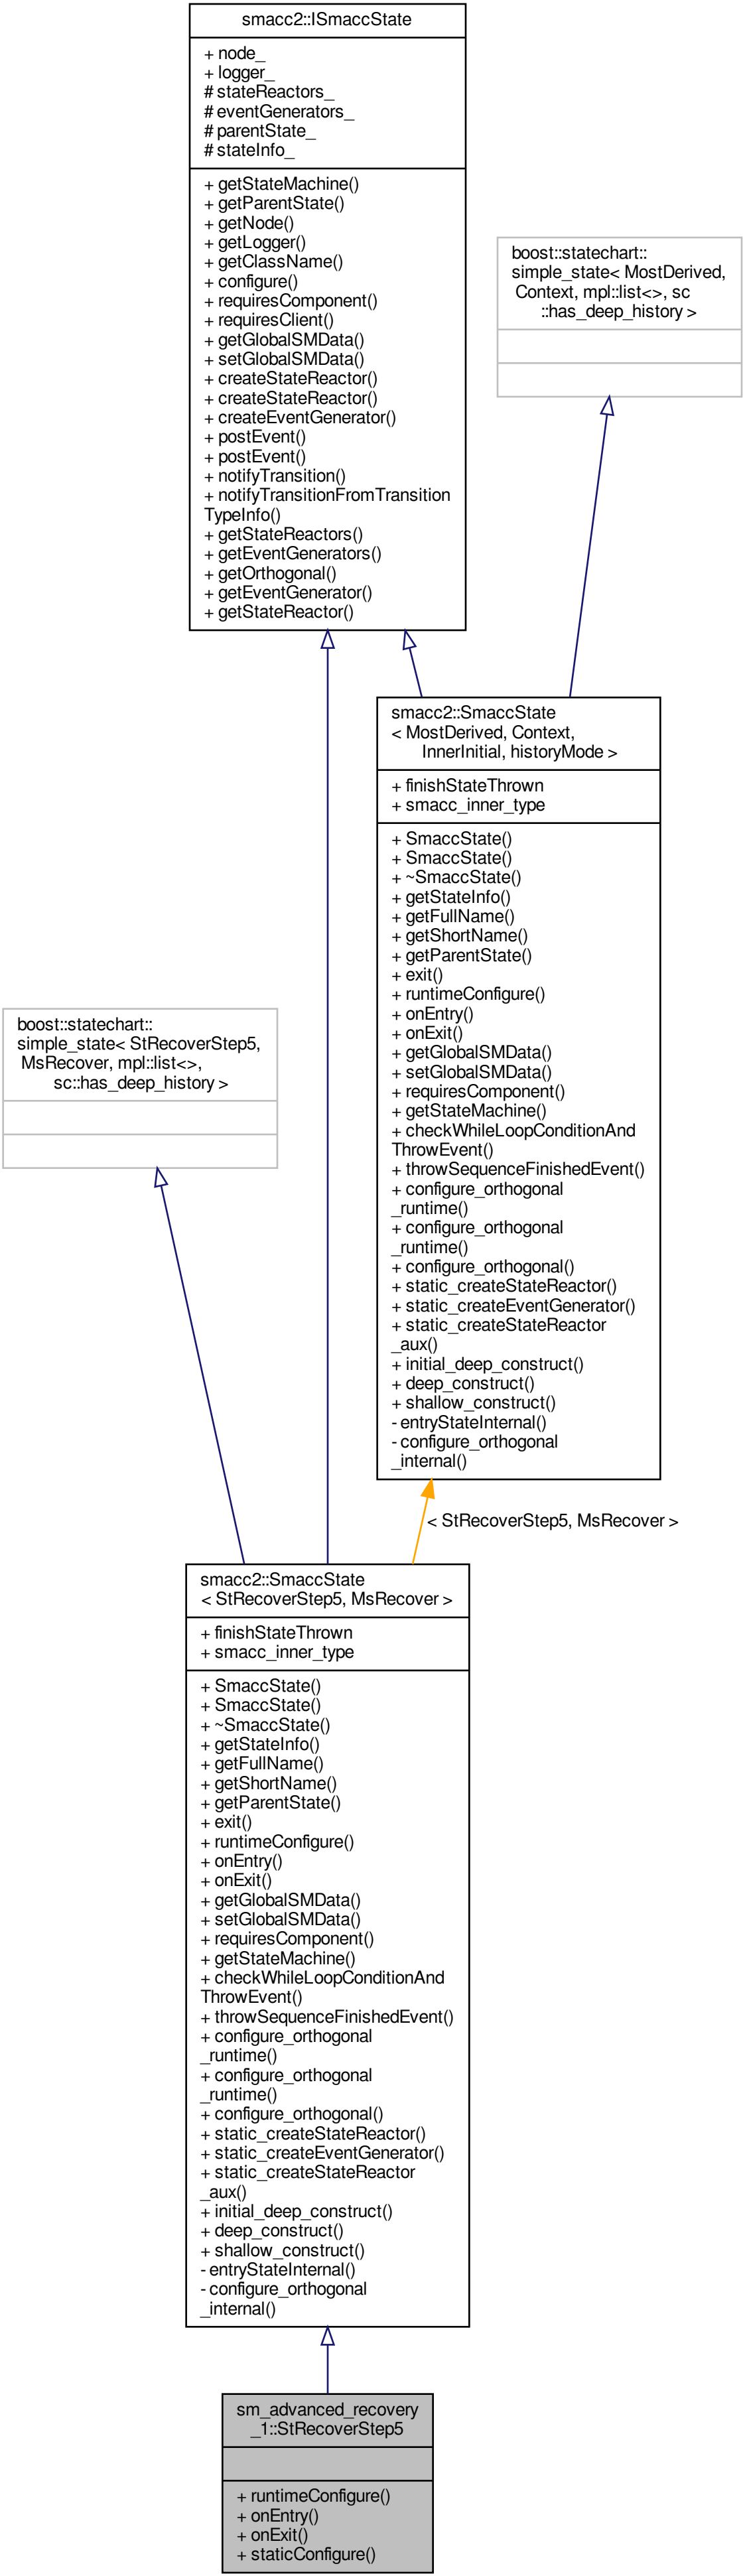 smacc2::ISmaccState
+ node_
+ logger_
# stateReactors_
# eventGenerators_
# parentState_
# stateInfo_
+ getStateMachine()
+ getParentState()
+ getNode()
+ getLogger()
+ getClassName()
+ configure()
+ requiresComponent()
+ requiresClient()
+ getGlobalSMData()
+ setGlobalSMData()
+ createStateReactor()
+ createStateReactor()
+ createEventGenerator()
+ postEvent()
+ postEvent()
+ notifyTransition()
+ notifyTransitionFromTransition
TypeInfo()
+ getStateReactors()
+ getEventGenerators()
+ getOrthogonal()
+ getEventGenerator()
+ getStateReactor()
boost::statechart::
simple_state< MostDerived,
Context, mpl::list<>, sc
::has_deep_history >
smacc2::SmaccState
< MostDerived, Context,
InnerInitial, historyMode >
+ finishStateThrown
+ smacc_inner_type
+ SmaccState()
+ SmaccState()
+ ~SmaccState()
+ getStateInfo()
+ getFullName()
+ getShortName()
+ getParentState()
+ exit()
+ runtimeConfigure()
+ onEntry()
+ onExit()
+ getGlobalSMData()
+ setGlobalSMData()
+ requiresComponent()
+ getStateMachine()
+ checkWhileLoopConditionAnd
ThrowEvent()
+ throwSequenceFinishedEvent()
+ configure_orthogonal
_runtime()
+ configure_orthogonal
_runtime()
+ configure_orthogonal()
+ static_createStateReactor()
+ static_createEventGenerator()
+ static_createStateReactor
_aux()
+ initial_deep_construct()
+ deep_construct()
+ shallow_construct()
- entryStateInternal()
- configure_orthogonal
_internal()
boost::statechart::
simple_state< StRecoverStep5,
MsRecover, mpl::list<>,
sc::has_deep_history >
< StRecoverStep5, MsRecover >
smacc2::SmaccState
< StRecoverStep5, MsRecover >
+ finishStateThrown
+ smacc_inner_type
+ SmaccState()
+ SmaccState()
+ ~SmaccState()
+ getStateInfo()
+ getFullName()
+ getShortName()
+ getParentState()
+ exit()
+ runtimeConfigure()
+ onEntry()
+ onExit()
+ getGlobalSMData()
+ setGlobalSMData()
+ requiresComponent()
+ getStateMachine()
+ checkWhileLoopConditionAnd
ThrowEvent()
+ throwSequenceFinishedEvent()
+ configure_orthogonal
_runtime()
+ configure_orthogonal
_runtime()
+ configure_orthogonal()
+ static_createStateReactor()
+ static_createEventGenerator()
+ static_createStateReactor
_aux()
+ initial_deep_construct()
+ deep_construct()
+ shallow_construct()
- entryStateInternal()
- configure_orthogonal
_internal()
sm_advanced_recovery
_1::StRecoverStep5
+ runtimeConfigure()
+ onEntry()
+ onExit()
+ staticConfigure()